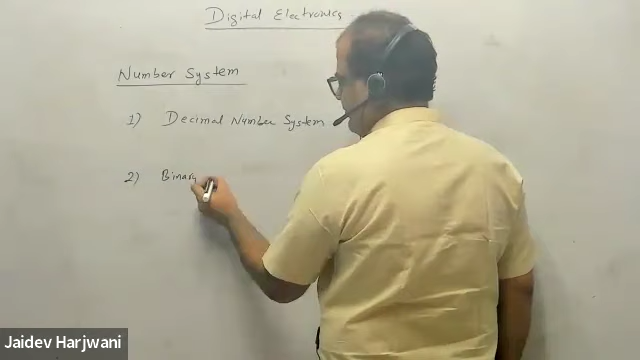 Digital Electronics
Number System
1) Decimal Number System
2) Binary
Jaidev Harjwani